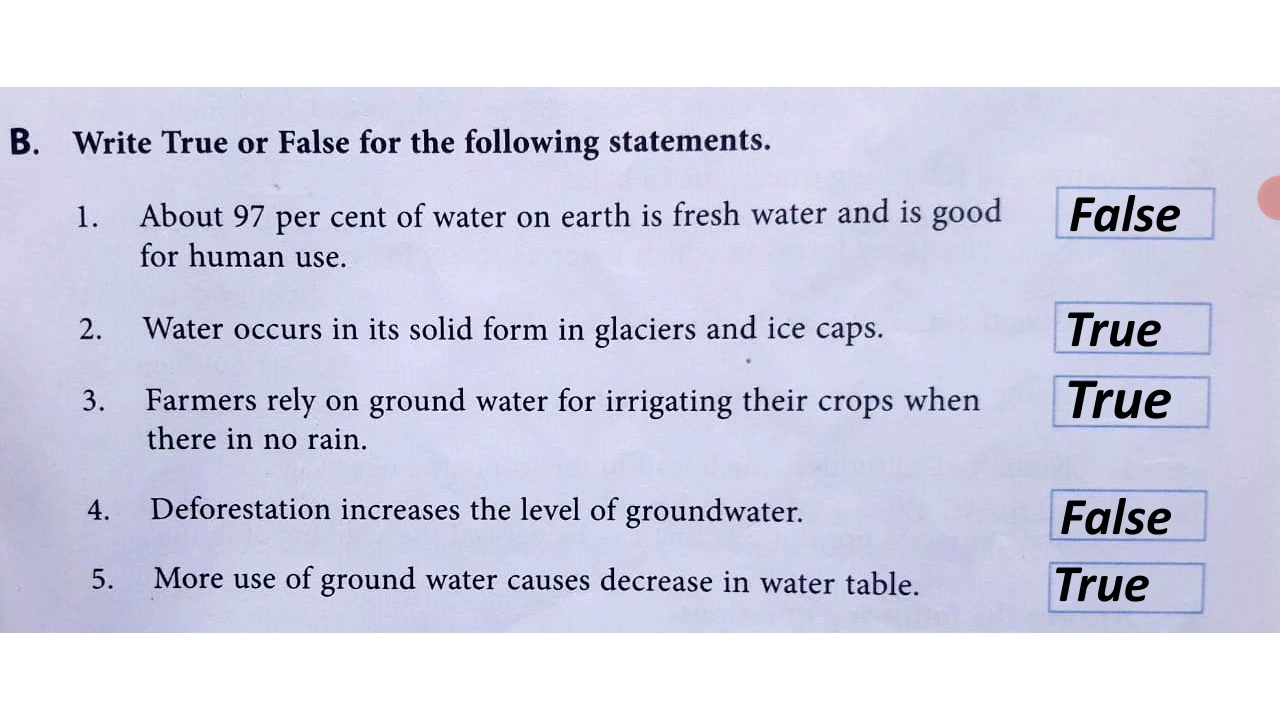 B. Write True or False for the following statements.
1. About 97 per cent of water on earth is fresh water and is good False
for human use.
2. Water occurs in its solid form in glaciers and ice caps. True
3. Farmers rely on ground water for irrigating their crops when True
there in no rain.
4. Deforestation increases the level of groundwater. False
5. More use of ground water causes decrease in water table. True